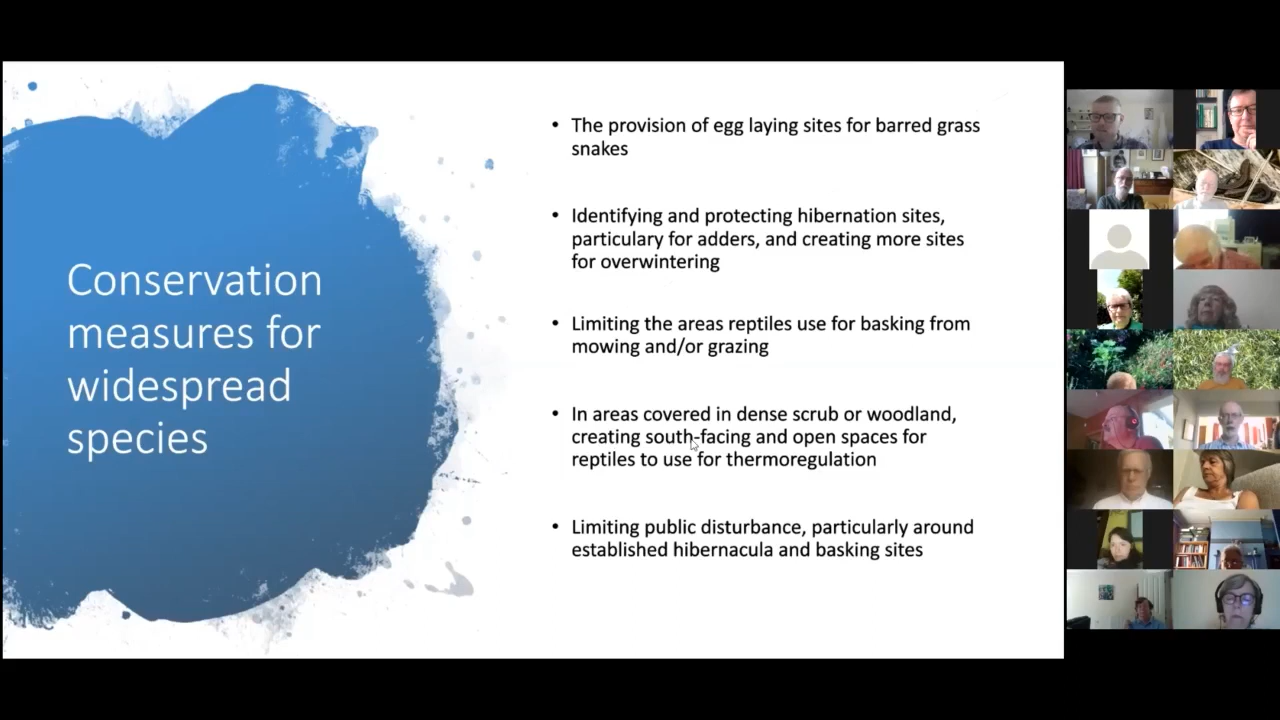 Conservation
measures for
widespread
species
• The provision of egg laying sites for barred grass
snakes
• Identifying and protecting hibernation sites,
particulary for adders, and creating more sites
for overwintering
• Limiting the areas reptiles use for basking from
mowing and/or grazing
• In areas covered in dense scrub or woodland,
creating south-facing and open spaces for
reptiles to use for thermoregulation
• Limiting public disturbance, particularly around
established hibernacula and basking sites